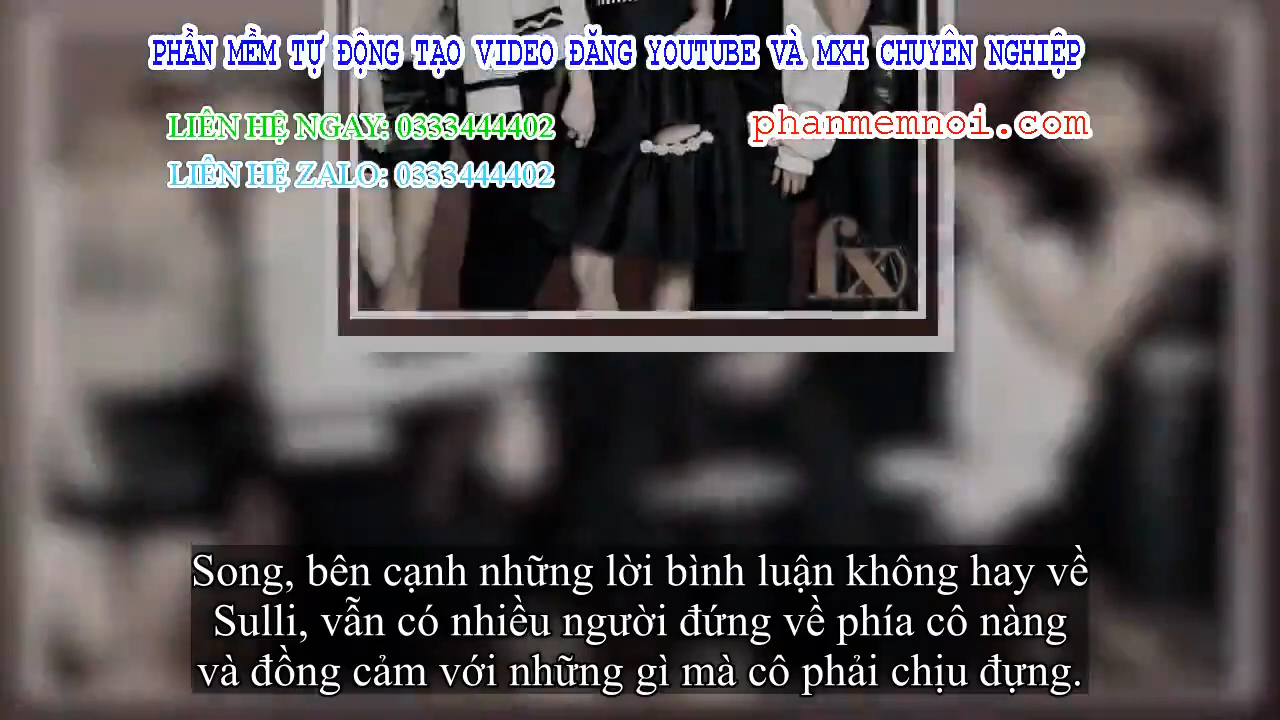 PHẦN MỀM TỰ ĐỘNG TẠO VIDEO ĐĂNG YOUTUBE VÀ MXH CHUYÊN NGHIỆP
LIÊN HỆ NGAY: 0333444402
phanmemnoi.com
LIÊN HỆ ZALO: 0333444402
f(x)
Song, bên cạnh những lời bình luận không hay về
Sulli, vẫn có nhiều người đứng về phía cô nàng
và đồng cảm với những gì mà cô phải chịu đựng.